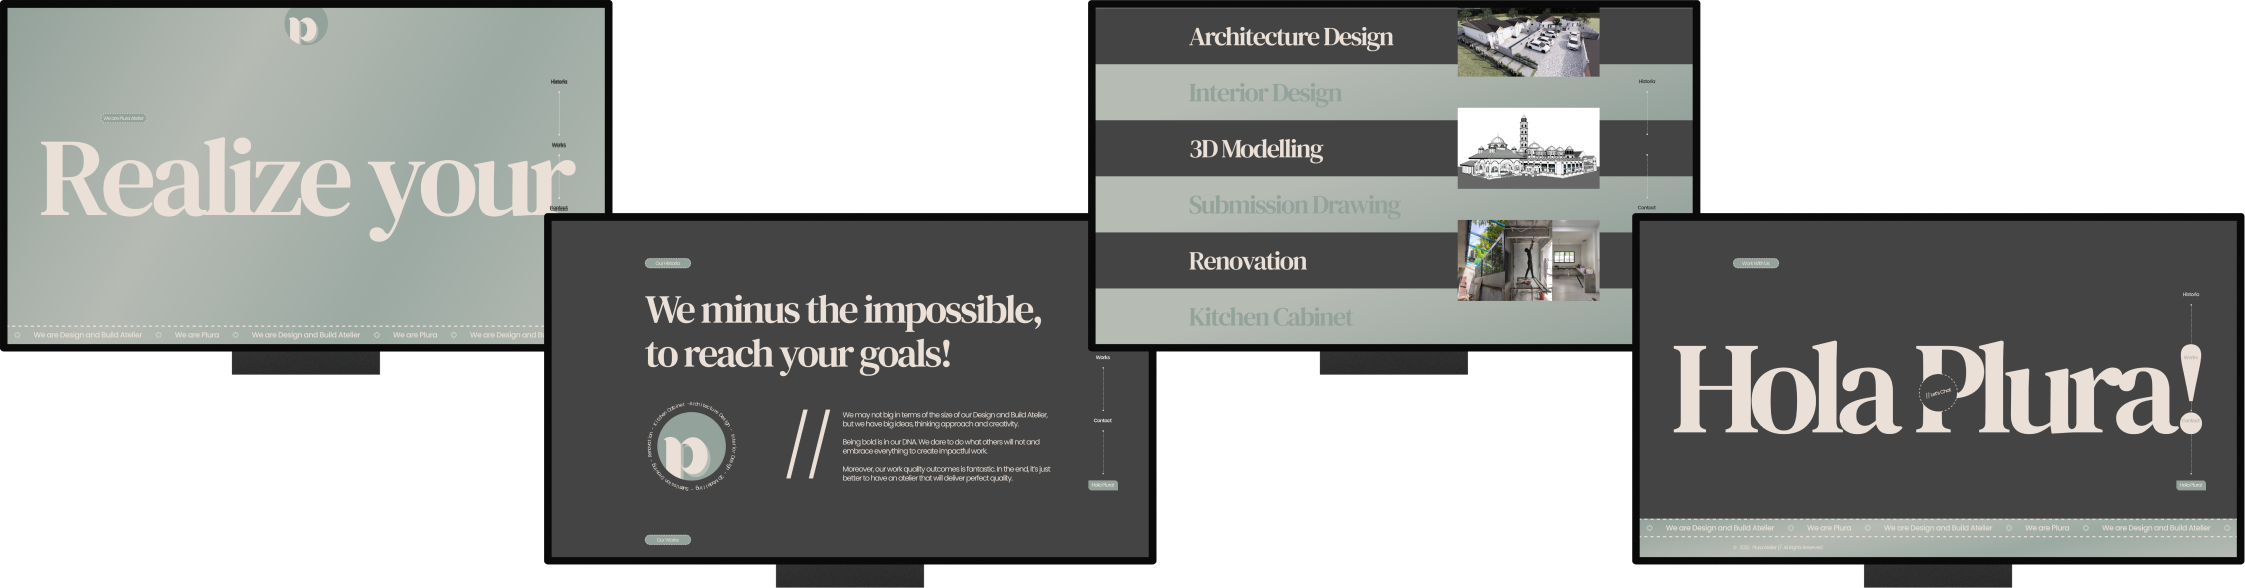 p
Historia
We are Plura Atelier
Works
Realize your
Contact
We are Design and Build Atelier
We are Plura
We are Design and Build Atelier
We are Plura
We are Design and B
Our Historia
We minus the impossible,
to reach your goals!
Works
Kitchen Cabinet - Architecture Design - Interior Design - 3D Modelling - Submission Drawing - Renovation -
p
//
We may not big in terms of the size of our Design and Build Atelier,
but we have big ideas, thinking approach and creativity.
Being bold is in our DNA. We dare to do what others will not and
embrace everything to create impactful work.
Moreover, our work quality outcomes is fantastic. In the end, it's just
better to have an atelier that will deliver perfect quality.
Contact
Hola Plura!
Our Works
Architecture Design
Interior Design
3D Modelling
Submission Drawing
Renovation
Kitchen Cabinet
Historia
Contact
Work With Us
Historia
Works
Hola Plura!
// Let's Chat
Contact
Hola Plura!
We are Design and Build Atelier
We are Plura
We are Design and Build Atelier
We are Plura
We are Design and Build Atelier
Plura Atelier // All Rights Reserved.